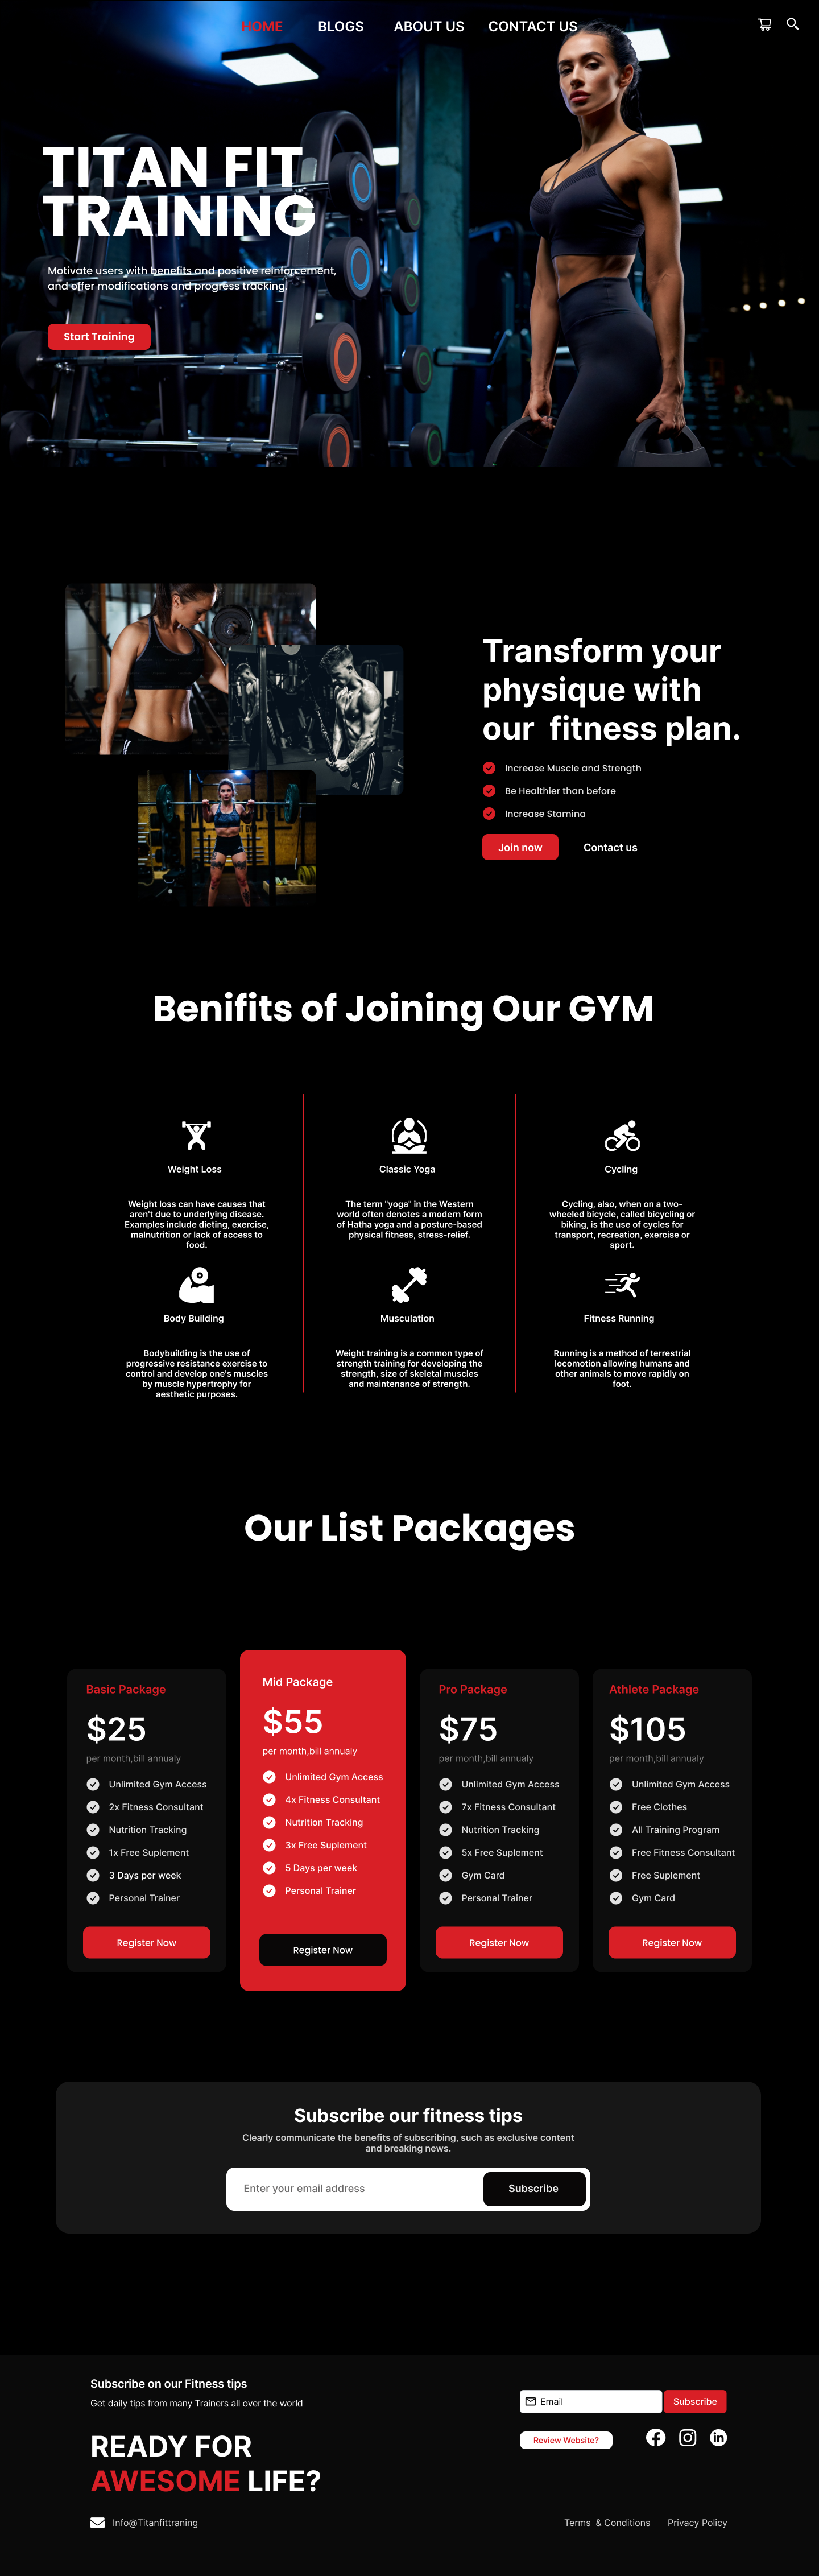 HOME BLOGS ABOUT US CONTACT US
TITAN FIT
TRAINING
Motivate users with benefits and positive reinforcement,
and offer modifications and progress tracking.
Start Training
Transform your
physique with
our fitness plan.
Increase Muscle and Strength
Be Healthier than before
Increase Stamina
Join now Contact us
Benifits of Joining Our GYM
Weight Loss
Weight loss can have causes that
aren't due to underlying disease.
Examples include dieting, exercise,
malnutrition or lack of access to
food.
Classic Yoga
The term "yoga" in the Western
world often denotes a modern form
of Hatha yoga and a posture-based
physical fitness, stress-relief.
Cycling
Cycling, also, when on a two-
wheeled bicycle, called bicycling or
biking, is the use of cycles for
transport, recreation, exercise or
sport.
Body Building
Bodybuilding is the use of
progressive resistance exercise to
control and develop one's muscles
by muscle hypertrophy for
aesthetic purposes.
Musculation
Weight training is a common type of
strength training for developing the
strength, size of skeletal muscles
and maintenance of strength.
Fitness Running
Running is a method of terrestrial
locomotion allowing humans and
other animals to move rapidly on
foot.
Our List Packages
Basic Package
$25
per month,bill annualy
Unlimited Gym Access
2x Fitness Consultant
Nutrition Tracking
1x Free Suplement
3 Days per week
Personal Trainer
Register Now
Mid Package
$55
per month,bill annualy
Unlimited Gym Access
4x Fitness Consultant
Nutrition Tracking
3x Free Suplement
5 Days per week
Personal Trainer
Register Now
Pro Package
$75
per month,bill annualy
Unlimited Gym Access
7x Fitness Consultant
Nutrition Tracking
5x Free Suplement
Gym Card
Personal Trainer
Register Now
Athlete Package
$105
per month,bill annualy
Unlimited Gym Access
Free Clothes
All Training Program
Free Fitness Consultant
Free Suplement
Gym Card
Register Now
Subscribe our fitness tips
Clearly communicate the benefits of subscribing, such as exclusive content
and breaking news.
Enter your email address Subscribe
Subscribe on our Fitness tips
Get daily tips from many Trainers all over the world
Email Subscribe
READY FOR
AWESOME LIFE?
Review Website?
Info@Titanfittraning
Terms & Conditions Privacy Policy